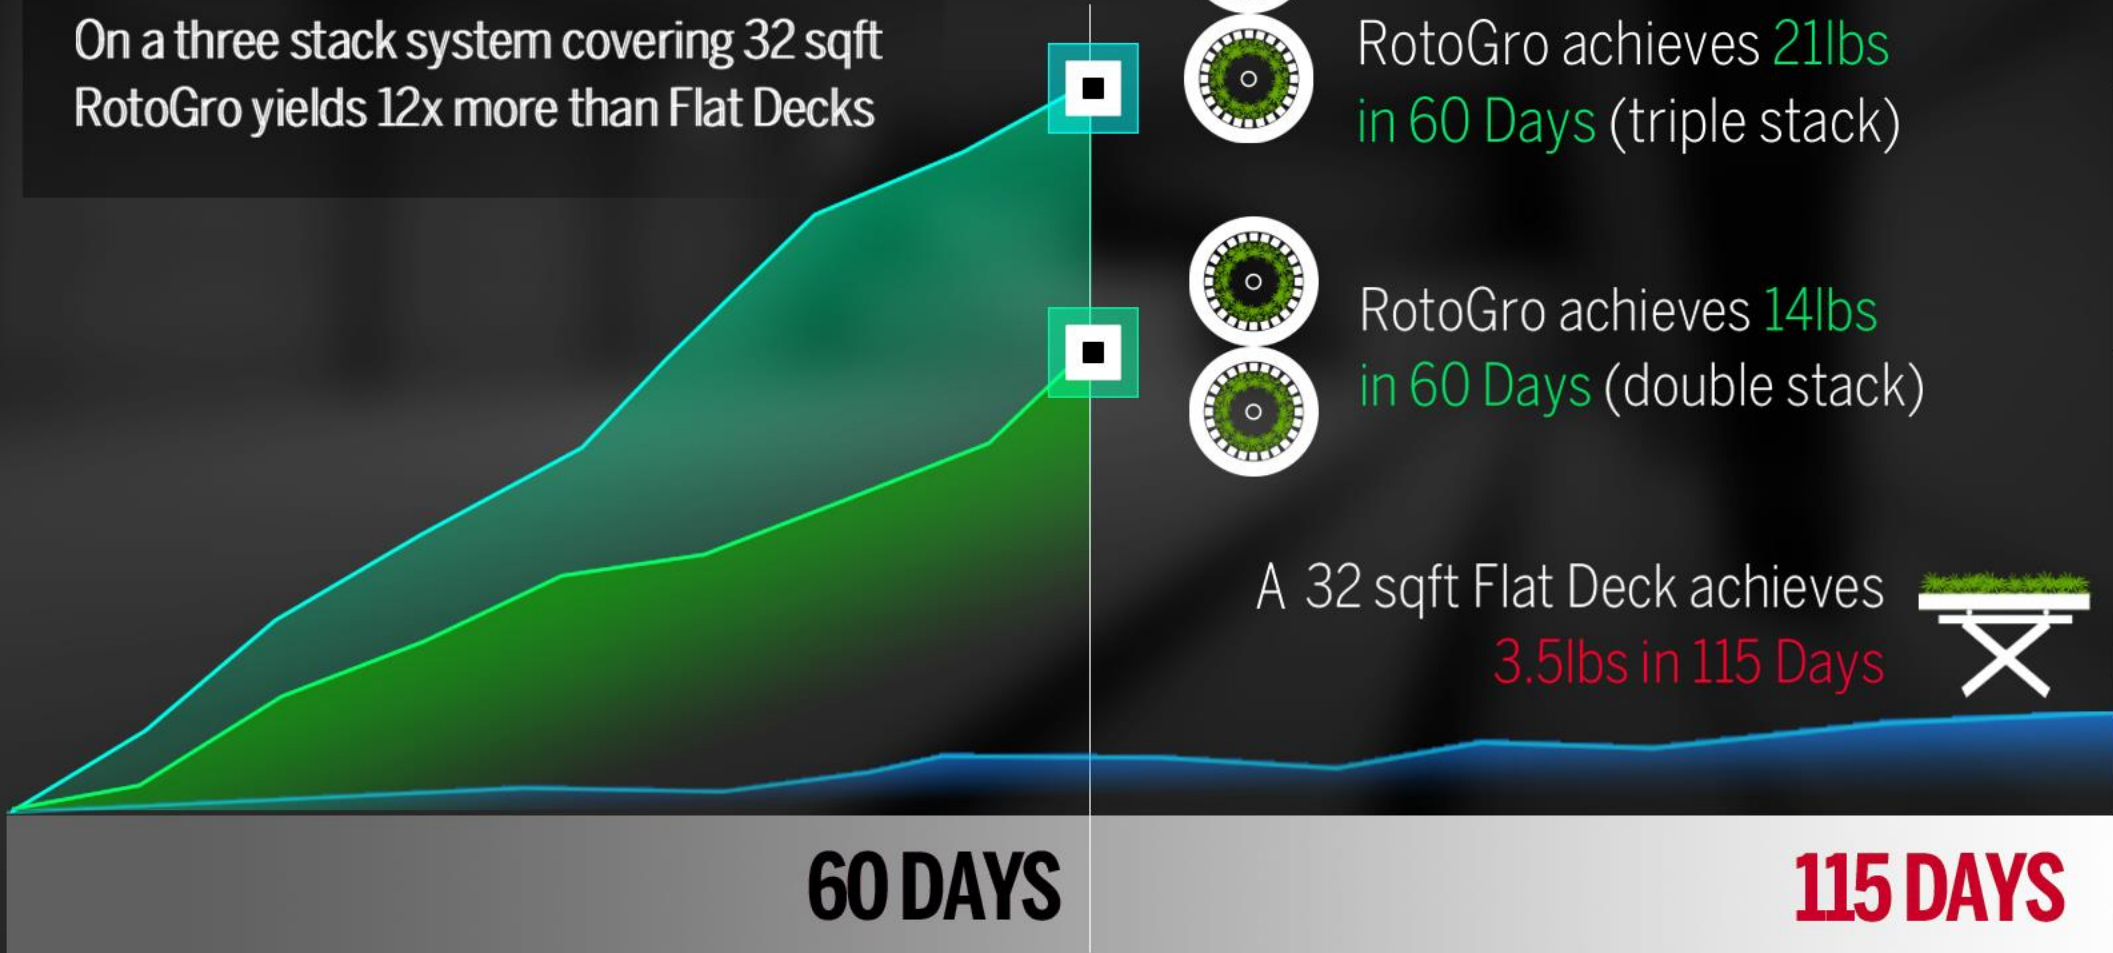 On a three stack system covering 32 sqft
RotoGro yields 12x more than Flat Decks
RotoGro achieves 21lbs
in 60 Days (triple stack)
RotoGro achieves 14lbs
in 60 Days (double stack)
A 32 sqft Flat Deck achieves
3.5lbs in 115 Days
60 DAYS
115 DAYS